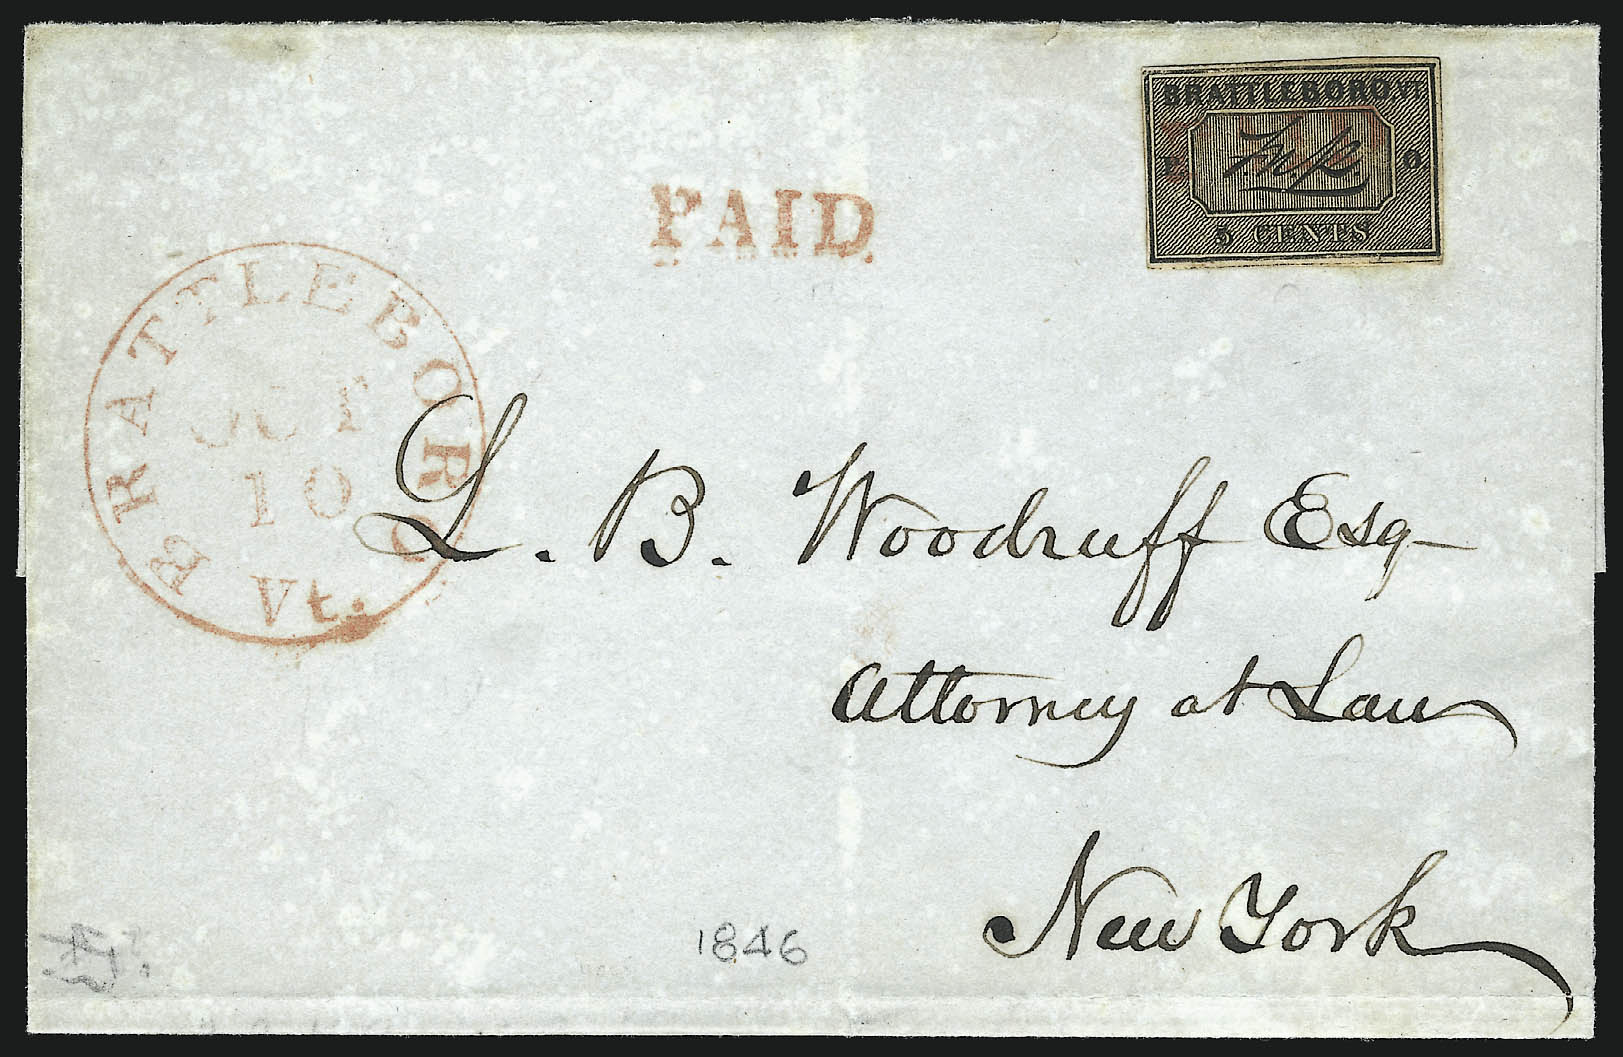 BRATTLEBORO, VT.
P. O
5 CENTS
PAID
BRATTLEBORO
OCT
10
Vt.
L. B. Woodruff Esq
Attorney at Law
New York
1846